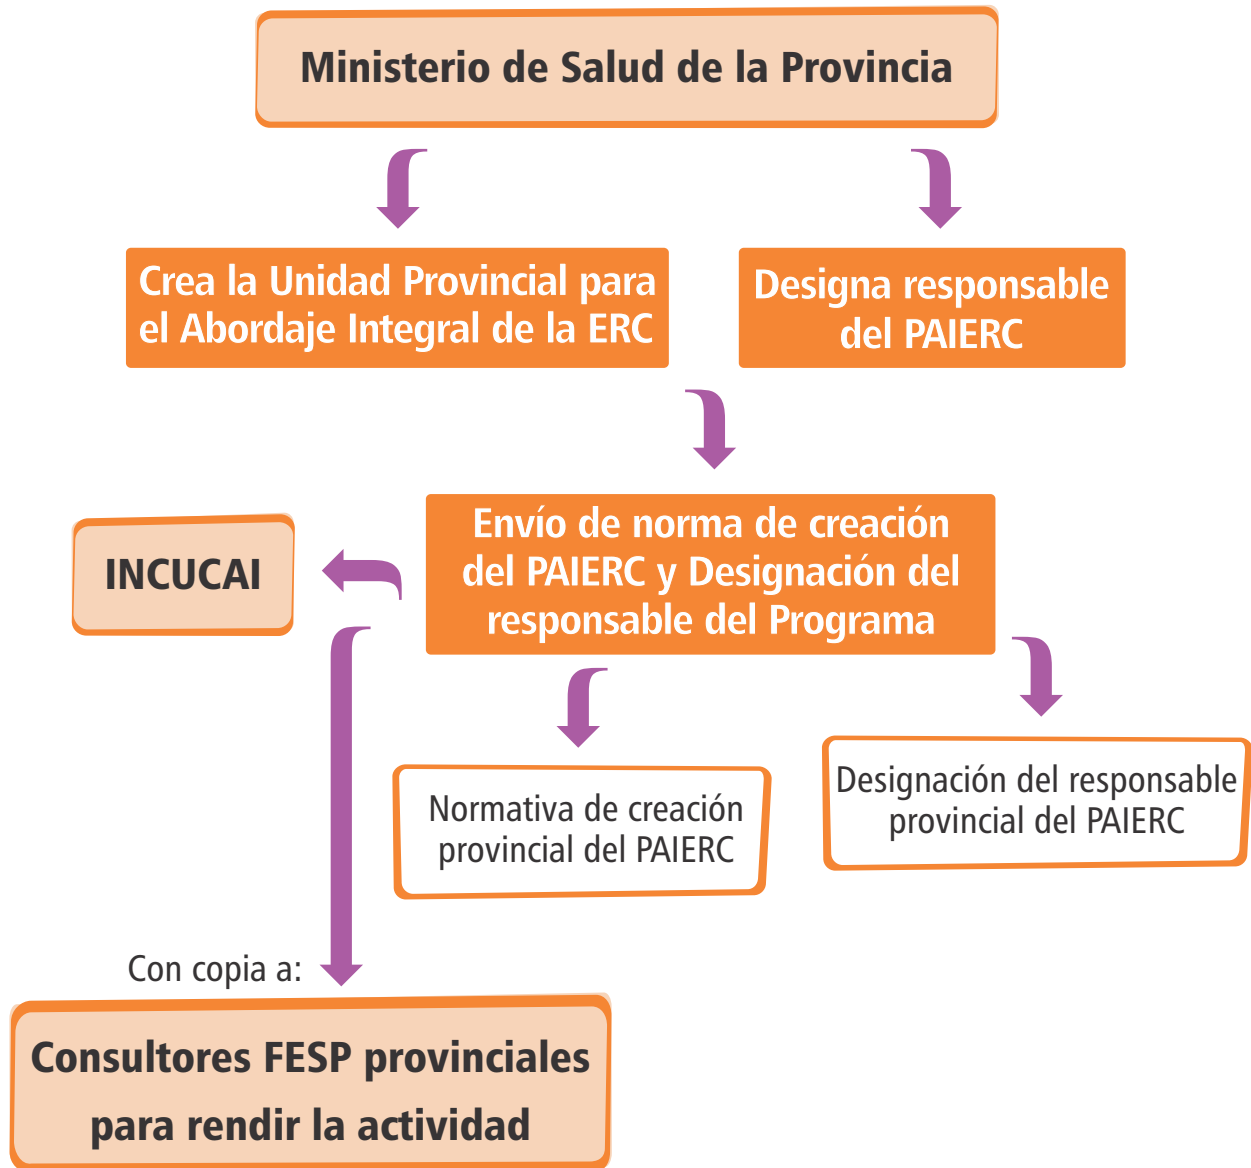 Ministerio de Salud de la Provincia
Crea la Unidad Provincial para
el Abordaje Integral de la ERC
Designa responsable
del PAIERC
Envío de norma de creación
del PAIERC y Designación del
responsable del Programa
INCUCAI
Normativa de creación
provincial del PAIERC
Designación del responsable
provincial del PAIERC
Con copia a:
Consultores FESP provinciales
para rendir la actividad